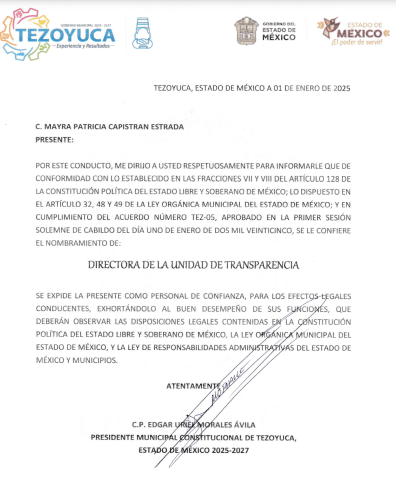 GOBIERNO MUNICIPAL 2025 - 2027
TEZOYUCA
Experiencia y Resultados
GOBIERNO DEL
ESTADO DE
MÉXICO
ESTADO DE
MÉXICO
¡El poder de servir!
TEZOYUCA, ESTADO DE MÉXICO A 01 DE ENERO DE 2025
C. MAYRA PATRICIA CAPISTRAN ESTRADA
PRESENTE:
POR ESTE CONDUCTO, ME DIRIJO A USTED RESPETUOSAMENTE PARA INFORMARLE QUE DE
CONFORMIDAD CON LO ESTABLECIDO EN LAS FRACCIONES VII Y VIII DEL ARTÍCULO 128 DE
LA CONSTITUCIÓN POLÍTICA DEL ESTADO LIBRE Y SOBERANO DE MÉXICO; LO DISPUESTO EN
EL ARTÍCULO 32, 48 Y 49 DE LA LEY ORGÁNICA MUNICIPAL DEL ESTADO DE MÉXICO; Y EN
CUMPLIMIENTO DEL ACUERDO NÚMERO TEZ-05, APROBADO EN LA PRIMER SESIÓN
SOLEMNE DE CABILDO DEL DÍA UNO DE ENERO DE DOS MIL VEINTICINCO, SE LE CONFIERE
EL NOMBRAMIENTO DE:
DIRECTORA DE LA UNIDAD DE TRANSPARENCIA
SE EXPIDE LA PRESENTE COMO PERSONAL DE CONFIANZA, PARA LOS EFECTOS LEGALES
CONDUCENTES, EXHORTÁNDOLO AL BUEN DESEMPEÑO DE SUS FUNCIONES, QUE
DEBERÁN OBSERVAR LAS DISPOSICIONES LEGALES CONTENIDAS EN LA CONSTITUCIÓN
POLÍTICA DEL ESTADO LIBRE Y SOBERANO DE MÉXICO, LA LEY ORGÁNICA MUNICIPAL DEL
ESTADO DE MÉXICO, Y LA LEY DE RESPONSABILIDADES ADMINISTRATIVAS DEL ESTADO DE
MÉXICO Y MUNICIPIOS.
ATENTAMENTE
C.P. EDGAR URIEL MORALES ÁVILA
PRESIDENTE MUNICIPAL CONSTITUCIONAL DE TEZOYUCA,
ESTADO DE MÉXICO 2025-2027